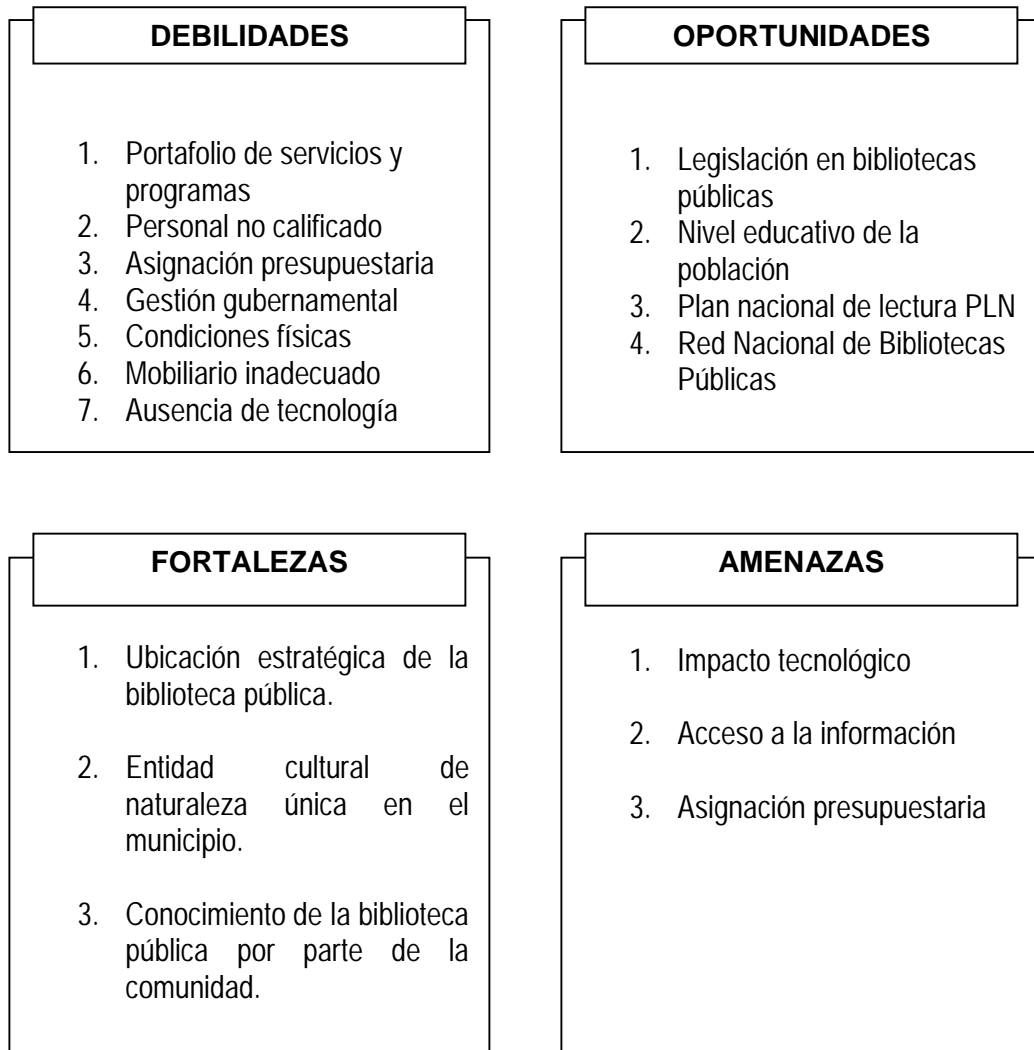 DEBILIDADES
1. Portafolio de servicios y
programas
2. Personal no calificado
3. Asignación presupuestaria
4. Gestión gubernamental
5. Condiciones físicas
6. Mobiliario inadecuado
7. Ausencia de tecnología
OPORTUNIDADES
1. Legislación en bibliotecas
públicas
2. Nivel educativo de la
población
3. Plan nacional de lectura PLN
4. Red Nacional de Bibliotecas
Públicas
FORTALEZAS
1. Ubicación estratégica de la
biblioteca pública.
2. Entidad cultural de
naturaleza única en el
municipio.
3. Conocimiento de la biblioteca
pública por parte de la
comunidad.
AMENAZAS
1. Impacto tecnológico
2. Acceso a la información
3. Asignación presupuestaria